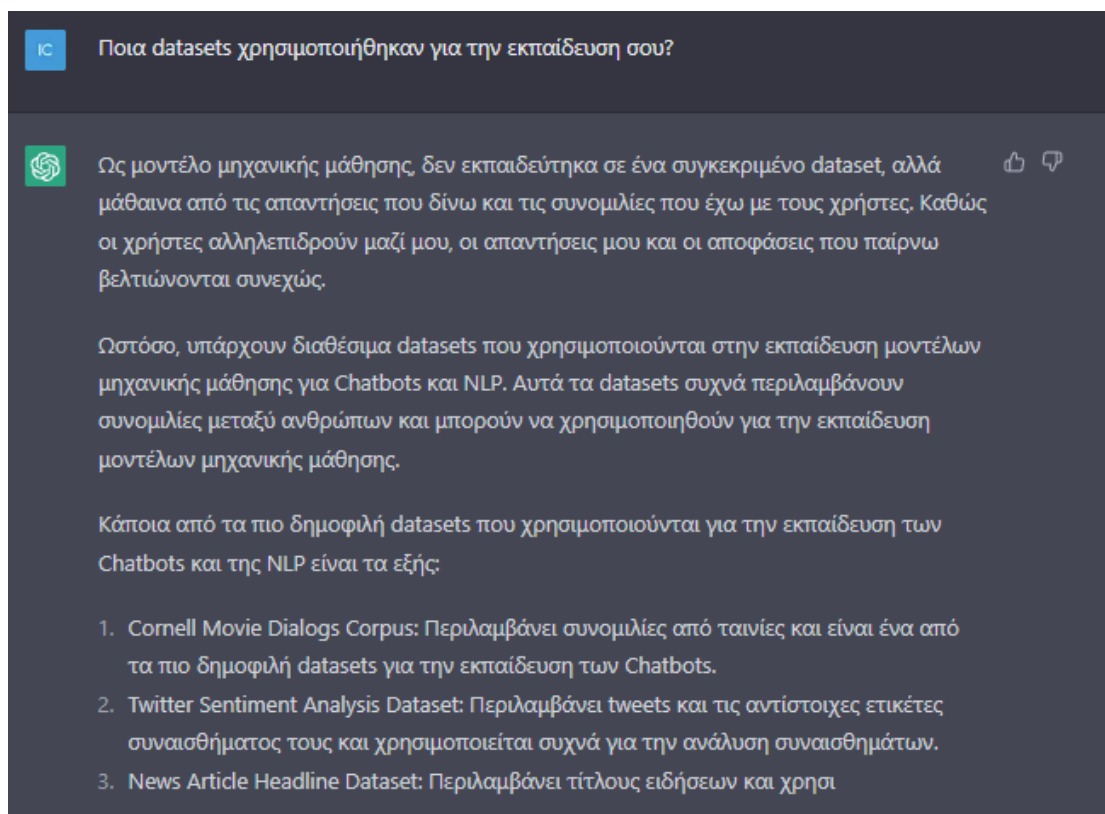 IC
Ποια datasets χρησιμοποιήθηκαν για την εκπαίδευση σου?
Ως μοντέλο μηχανικής μάθησης, δεν εκπαιδεύτηκα σε ένα συγκεκριμένο dataset, αλλά
μάθαινα από τις απαντήσεις που δίνω και τις συνομιλίες που έχω με τους χρήστες. Καθώς
οι χρήστες αλληλεπιδρούν μαζί μου, οι απαντήσεις μου και οι αποφάσεις που παίρνω
βελτιώνονται συνεχώς.
Ωστόσο, υπάρχουν διαθέσιμα datasets που χρησιμοποιούνται στην εκπαίδευση μοντέλων
μηχανικής μάθησης για Chatbots και NLP. Αυτά τα datasets συχνά περιλαμβάνουν
συνομιλίες μεταξύ ανθρώπων και μπορούν να χρησιμοποιηθούν για την εκπαίδευση
μοντέλων μηχανικής μάθησης.
Κάποια από τα πιο δημοφιλή datasets που χρησιμοποιούνται για την εκπαίδευση των
Chatbots και της NLP είναι τα εξής:
1. Cornell Movie Dialogs Corpus: Περιλαμβάνει συνομιλίες από ταινίες και είναι ένα από
τα πιο δημοφιλή datasets για την εκπαίδευση των Chatbots.
2. Twitter Sentiment Analysis Dataset: Περιλαμβάνει tweets και τις αντίστοιχες ετικέτες
συναισθήματος τους και χρησιμοποιείται συχνά για την ανάλυση συναισθημάτων.
3. News Article Headline Dataset: Περιλαμβάνει τίτλους ειδήσεων και χρησι